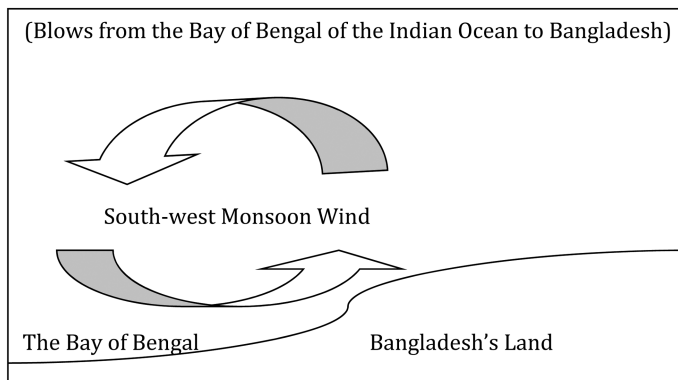 (Blows from the Bay of Bengal of the Indian Ocean to Bangladesh)
South-west Monsoon Wind
The Bay of Bengal
Bangladesh’s Land